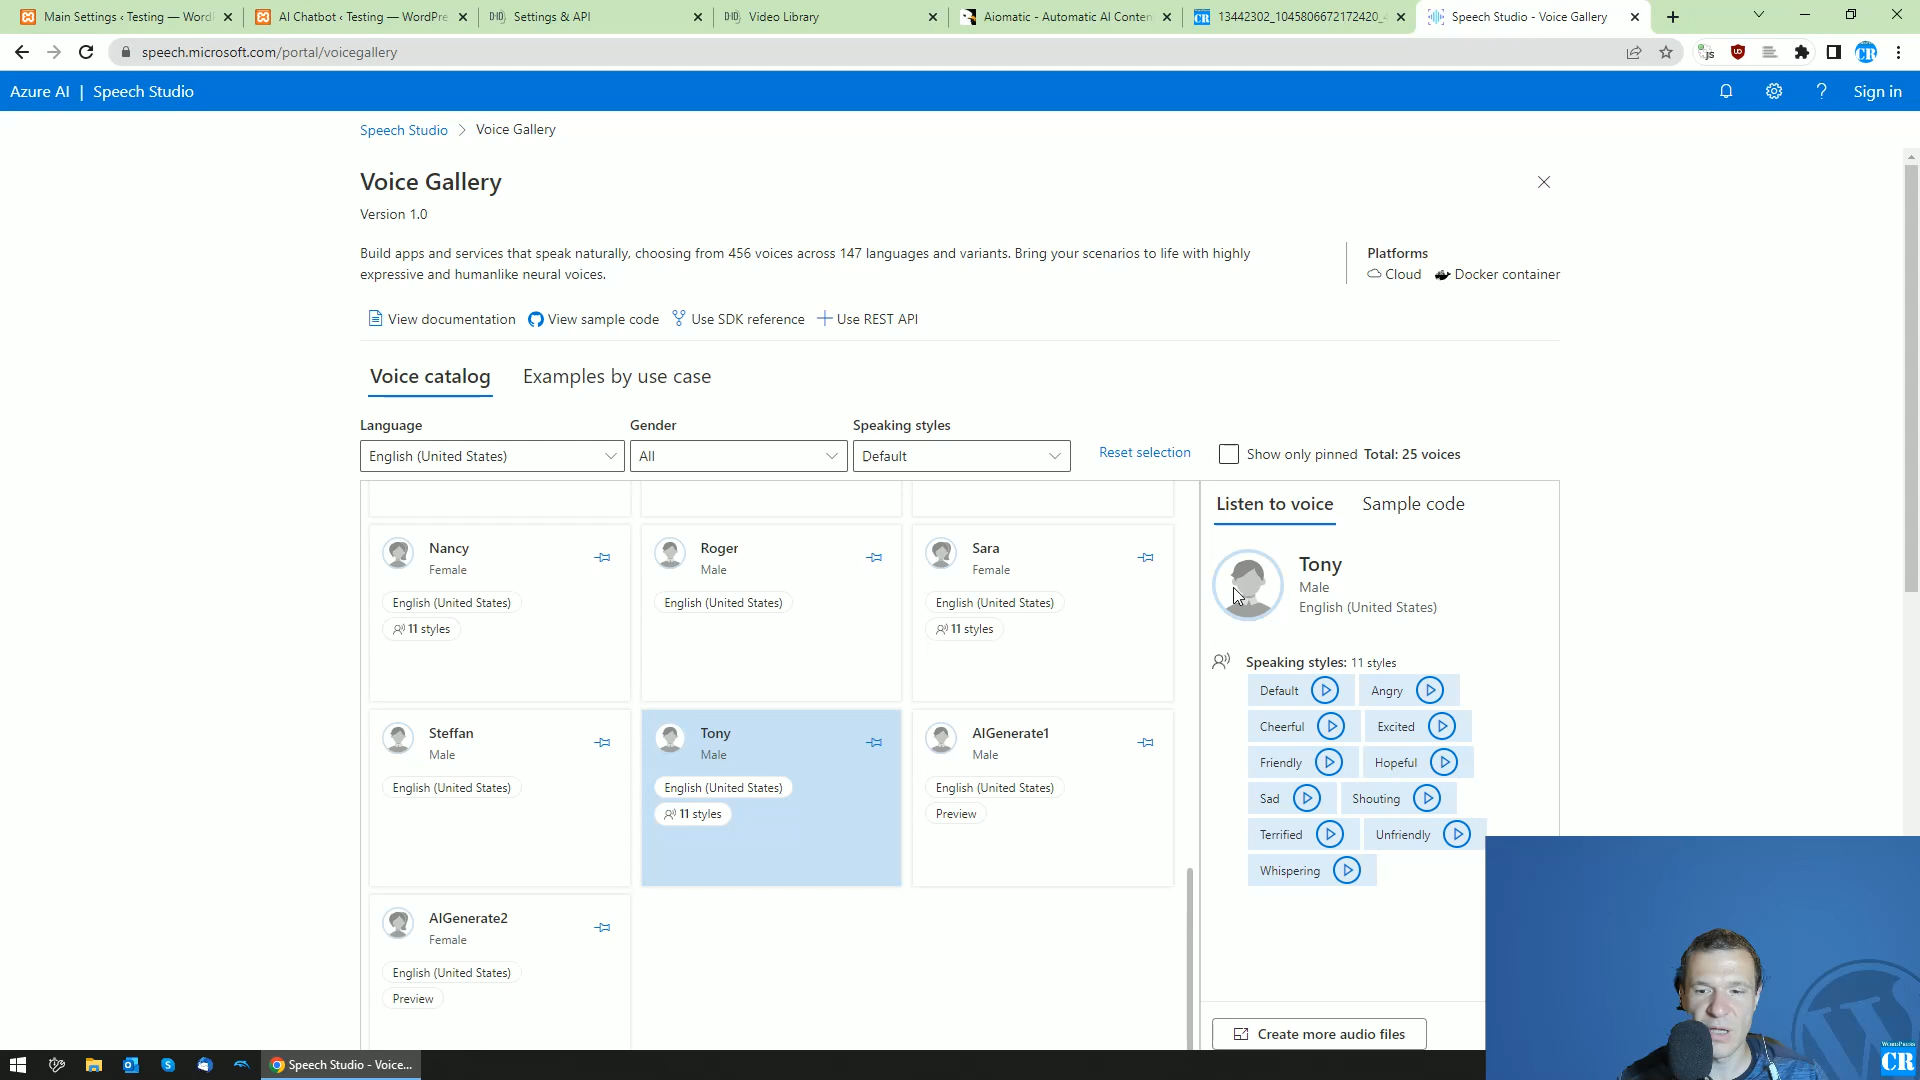 Main Settings ‹ Testing — WordP
AI Chatbot ‹ Testing — WordPre
D-ID Settings & API
D-ID Video Library
Aiomatic - Automatic AI Conten
CR 13442302_1045806672172420_4
Speech Studio - Voice Gallery
speech.microsoft.com/portal/voicegallery
Azure AI | Speech Studio
Sign in
Speech Studio > Voice Gallery
Voice Gallery
Version 1.0
Build apps and services that speak naturally, choosing from 456 voices across 147 languages and variants. Bring your scenarios to life with highly
expressive and humanlike neural voices.
Platforms
Cloud Docker container
View documentation View sample code Use SDK reference Use REST API
Voice catalog Examples by use case
Language Gender Speaking styles
English (United States) All Default Reset selection Show only pinned Total: 25 voices
Nancy
Female
English (United States)
11 styles
Roger
Male
English (United States)
Sara
Female
English (United States)
11 styles
Steffan
Male
English (United States)
Tony
Male
English (United States)
11 styles
AIGenerate1
Male
English (United States)
Preview
AIGenerate2
Female
English (United States)
Preview
Listen to voice Sample code
Tony
Male
English (United States)
Speaking styles: 11 styles
Default Angry
Cheerful Excited
Friendly Hopeful
Sad Shouting
Terrified Unfriendly
Whispering
Create more audio files
Speech Studio - Voice...
WORDPRESS
CR